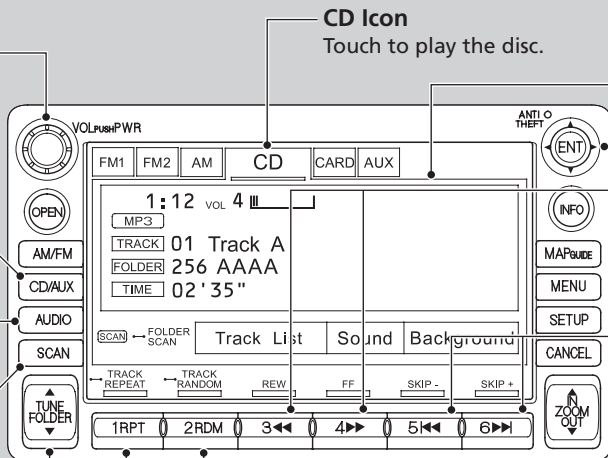 CD Icon
Touch to play the disc.
VOL PUSH PWR
ANTI THEFT
ENT
FM1 FM2 AM CD CARD AUX
OPEN
INFO
1:12 VOL 4
MP3
TRACK 01 Track A
FOLDER 256 AAAA
TIME 02'35"
AM/FM
MAP GUIDE
CD/AUX
MENU
AUDIO
SETUP
SCAN FOLDER SCAN Track List Sound Background
SCAN
CANCEL
TRACK REPEAT TRACK RANDOM REW FF SKIP - SKIP +
TUNE FOLDER
IN ZOOM OUT
1RPT 2RDM 3◀◀ 4▶▶ 5|◀◀ 6▶▶|